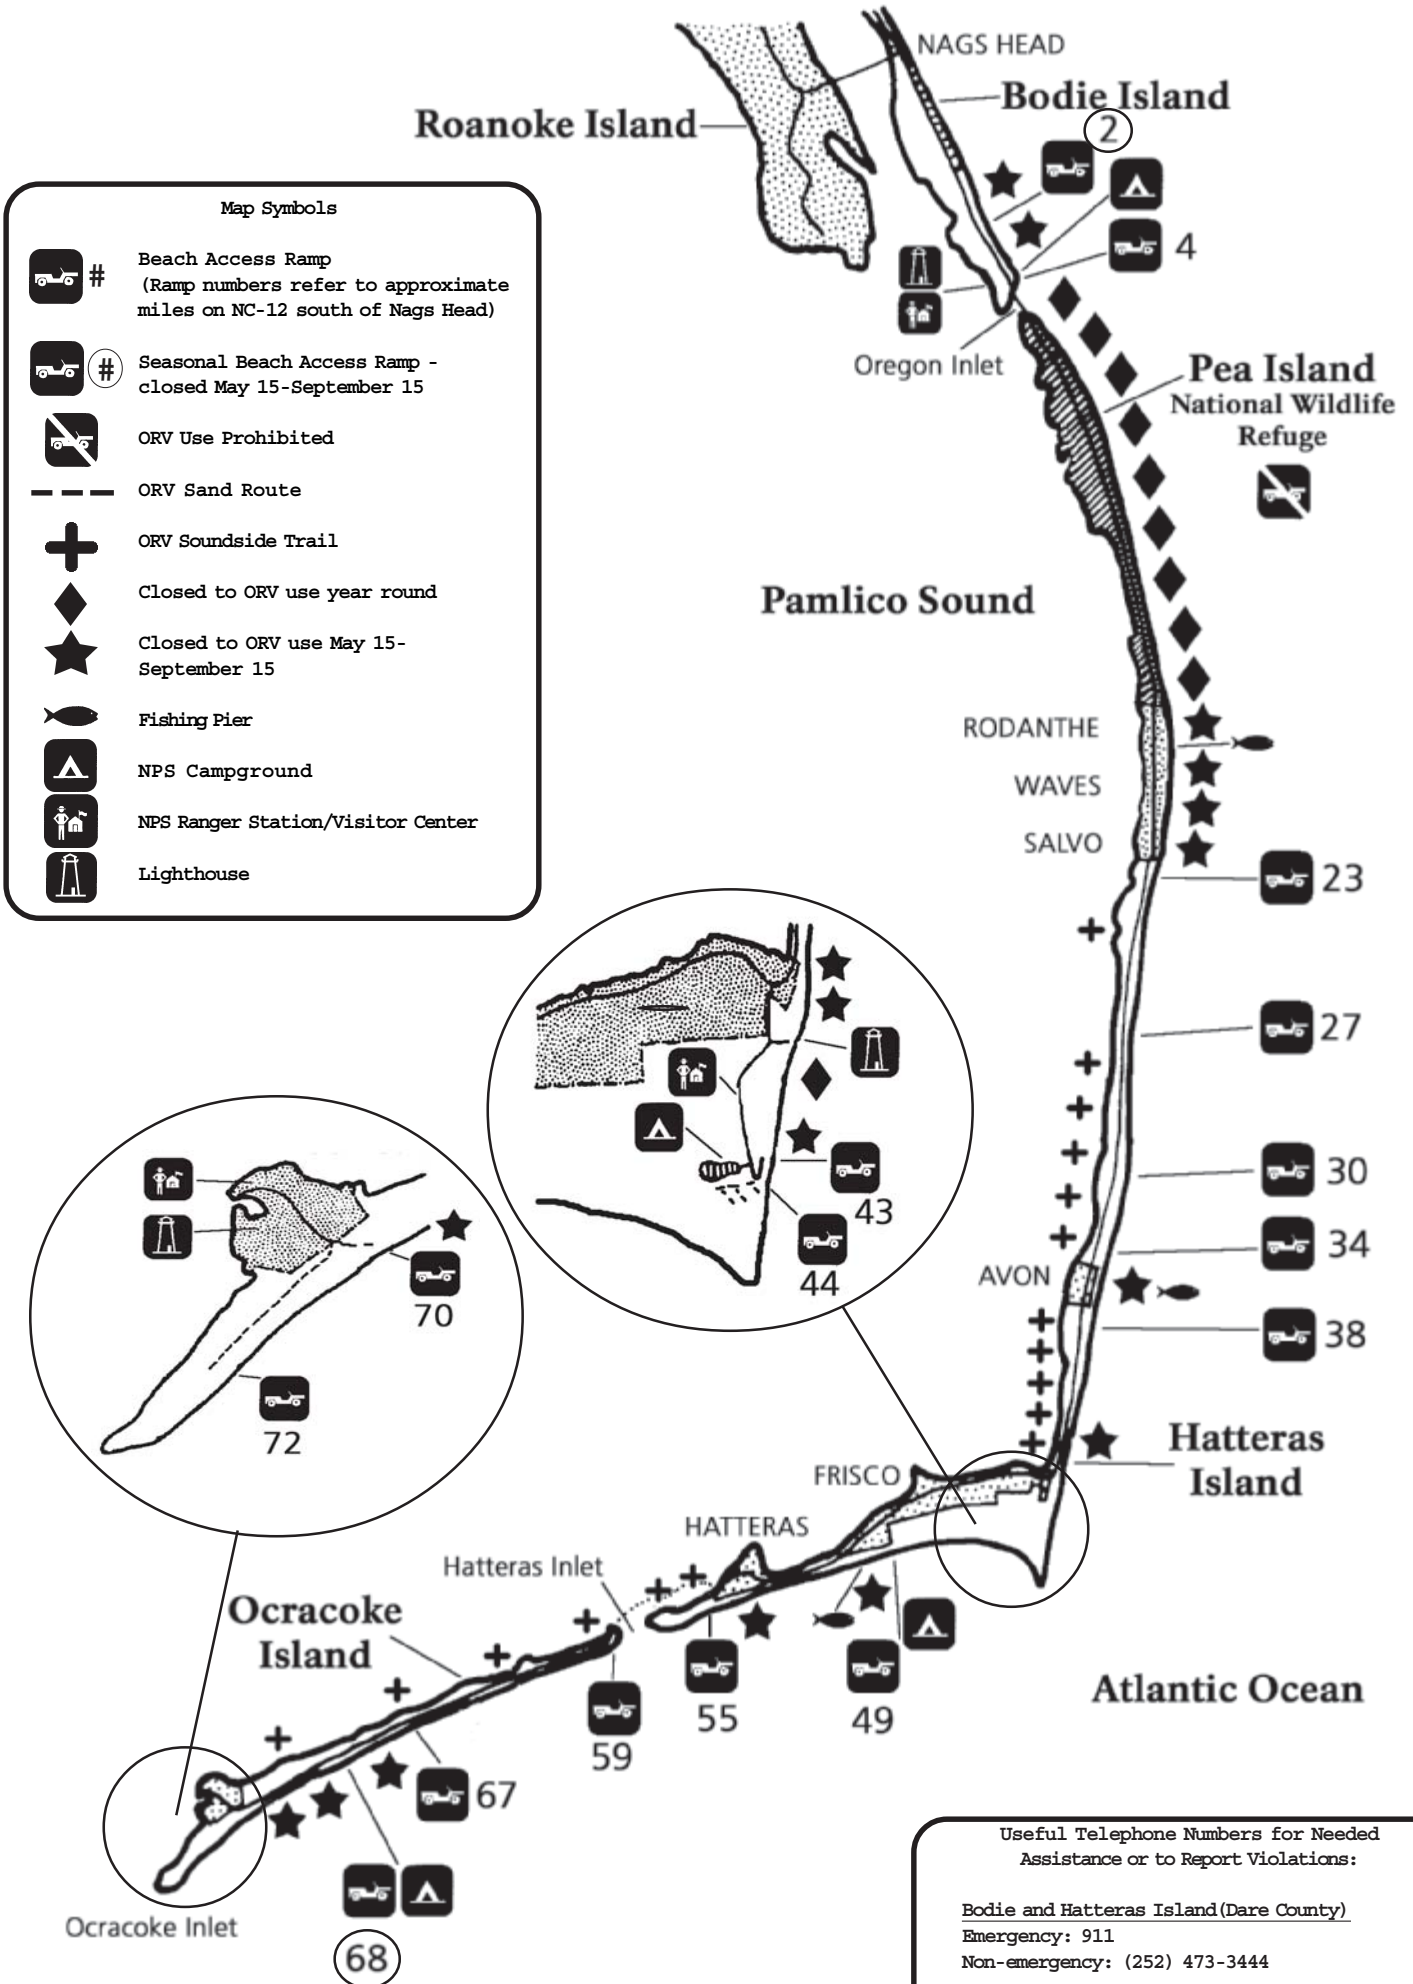 NAGS HEAD
Bodie Island
Roanoke Island
2
4
Map Symbols
#
Beach Access Ramp
(Ramp numbers refer to approximate
miles on NC-12 south of Nags Head)
#
Seasonal Beach Access Ramp -
closed May 15-September 15
ORV Use Prohibited
ORV Sand Route
ORV Soundside Trail
Closed to ORV use year round
Closed to ORV use May 15-
September 15
Fishing Pier
NPS Campground
NPS Ranger Station/Visitor Center
Lighthouse
Oregon Inlet
Pea Island
National Wildlife
Refuge
Pamlico Sound
RODANTHE
WAVES
SALVO
23
27
30
34
AVON
38
43
44
70
72
Hatteras
Island
FRISCO
HATTERAS
Hatteras Inlet
Ocracoke
Island
Atlantic Ocean
49
55
59
67
68
Ocracoke Inlet
Useful Telephone Numbers for Needed
Assistance or to Report Violations:
Bodie and Hatteras Island(Dare County)
Emergency: 911
Non-emergency: (252) 473-3444